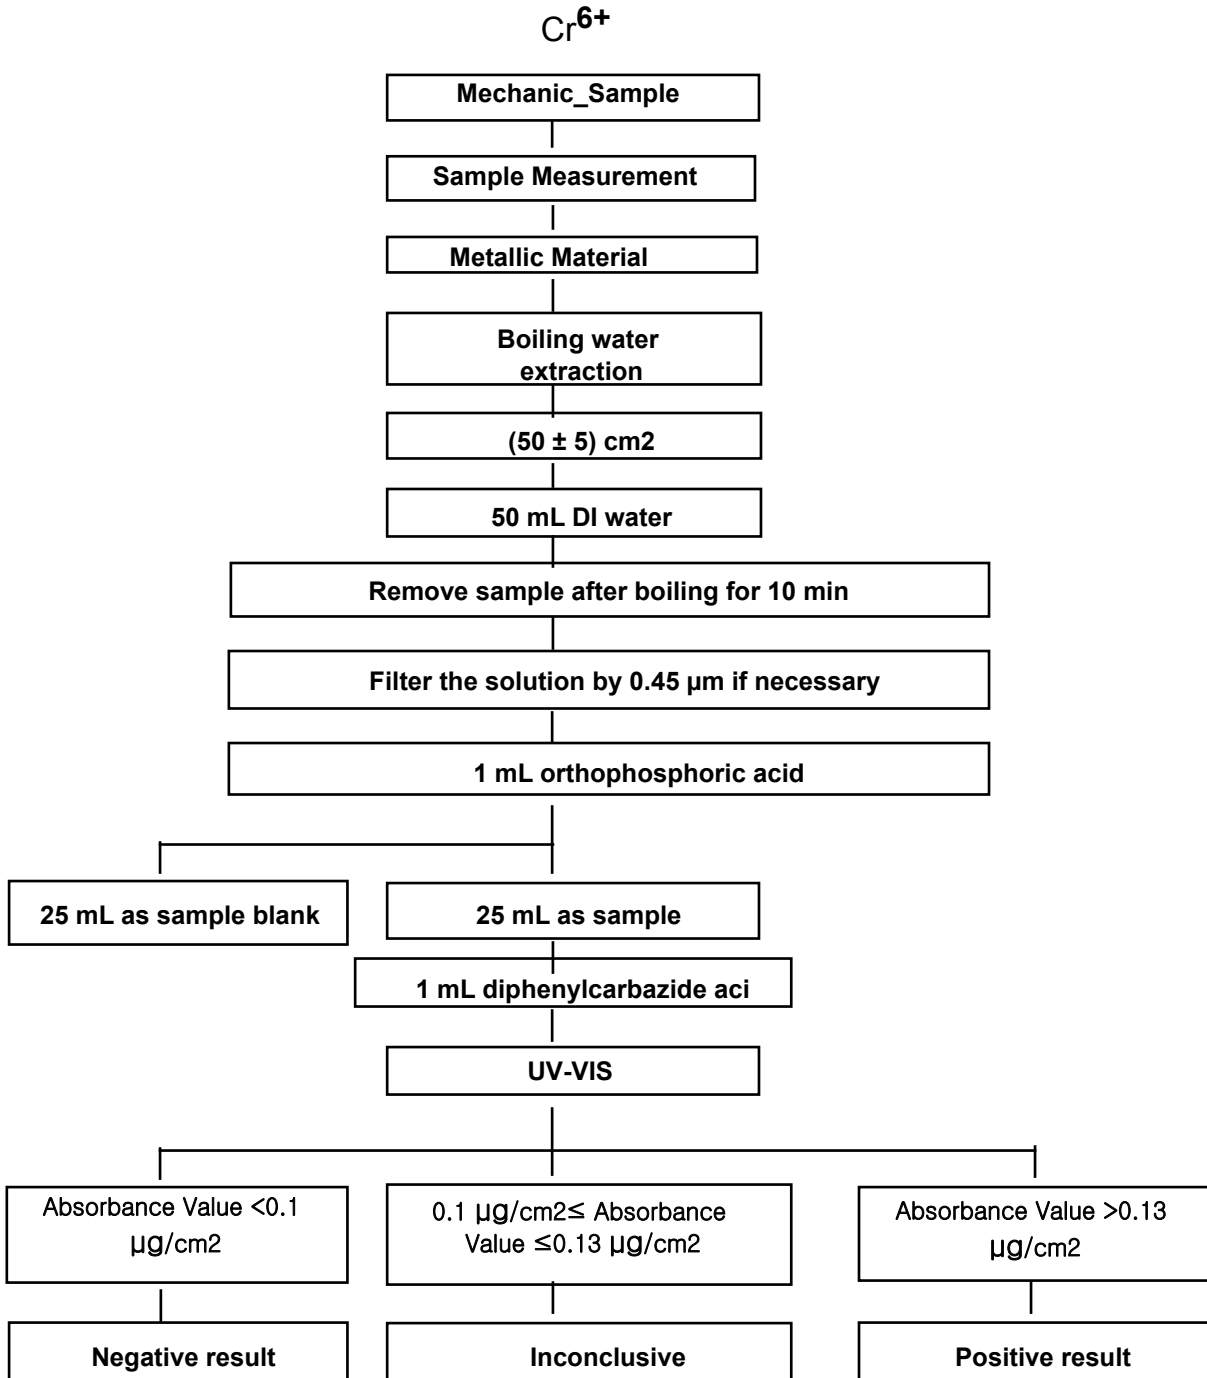 Cr6+
Mechanic_Sample
Sample Measurement
Metallic Material
Boiling water
extraction
(50 ± 5) cm2
50 mL DI water
Remove sample after boiling for 10 min
Filter the solution by 0.45 µm if necessary
1 mL orthophosphoric acid
25 mL as sample blank
25 mL as sample
1 mL diphenylcarbazide aci
UV-VIS
Absorbance Value <0.1
µg/cm2
0.1 µg/cm2≤ Absorbance
Value ≤0.13 µg/cm2
Absorbance Value >0.13
µg/cm2
Negative result
Inconclusive
Positive result